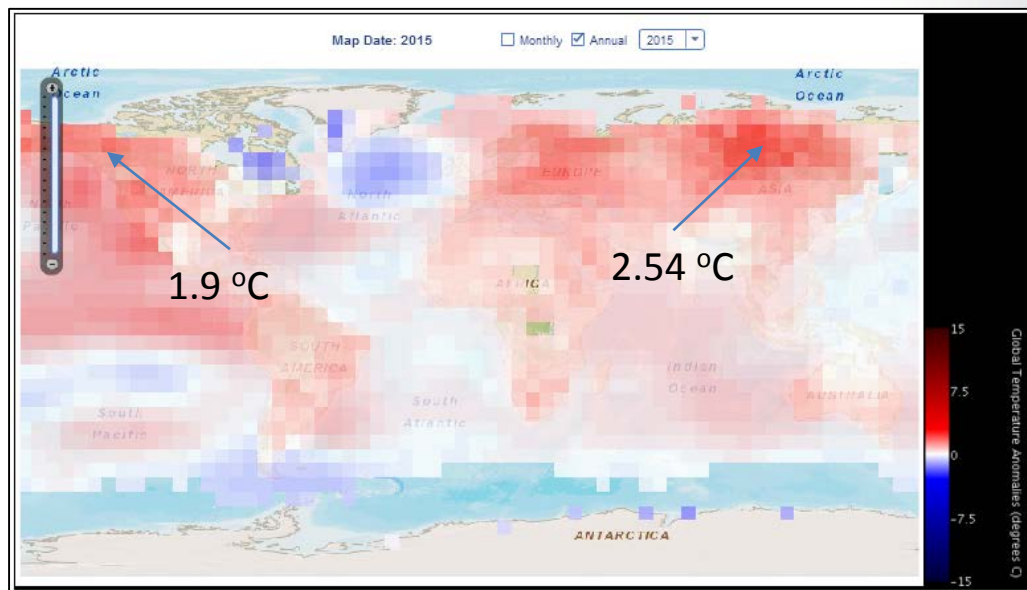 Map Date: 2015
Monthly
Annual
2015
Arctic
Ocean
Arctic
Ocean
NORTH
AMERICA
North
Pacific
North
Atlantic
EUROPE
ASIA
1.9 °C
2.54 °C
AFRICA
SOUTH
AMERICA
Indian
Ocean
South
Pacific
South
Atlantic
AUSTRALIA
ANTARCTICA
15
7.5
0
-7.5
-15
Global Temperature Anomalies (degrees C)